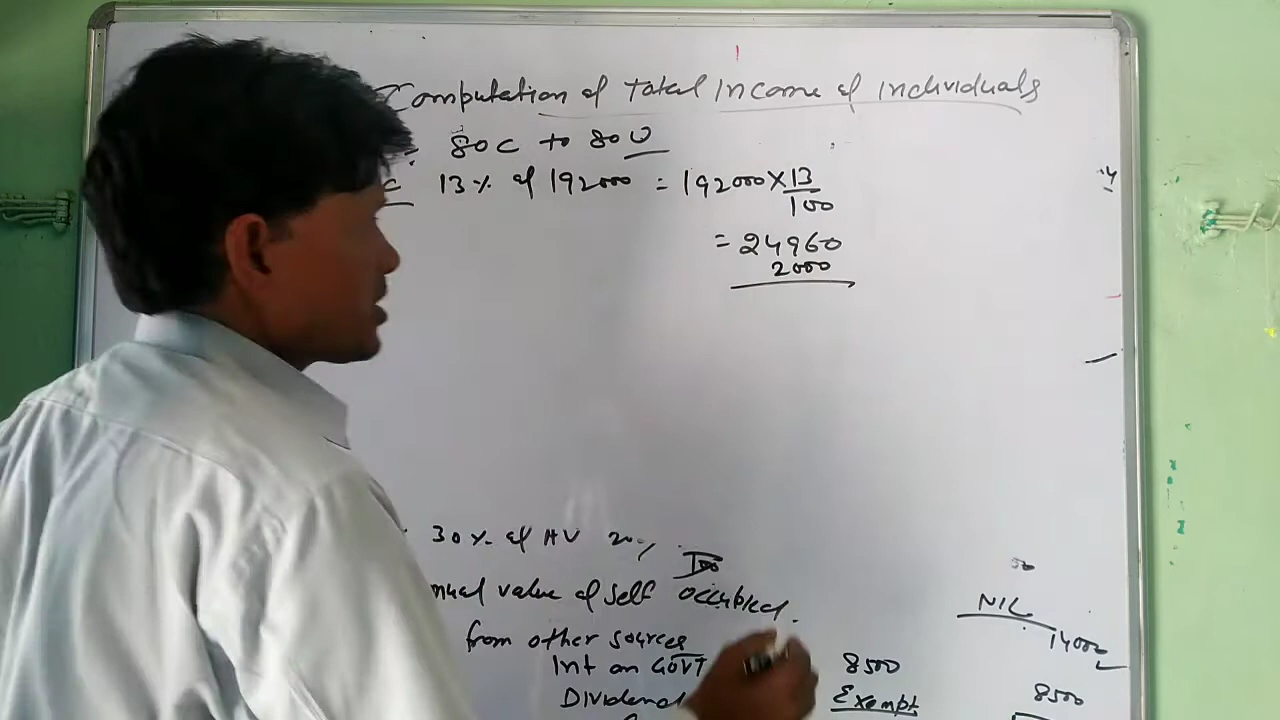 Computation of Total Income of Individuals
80C to 80U
C 13% of 192000 = 192000 X 13
100
= 24960
2000
30% of AV
nual value of self occupied.
NIL
from other sources
14000
Int on GOVT 8500
Dividend Exempt 8500